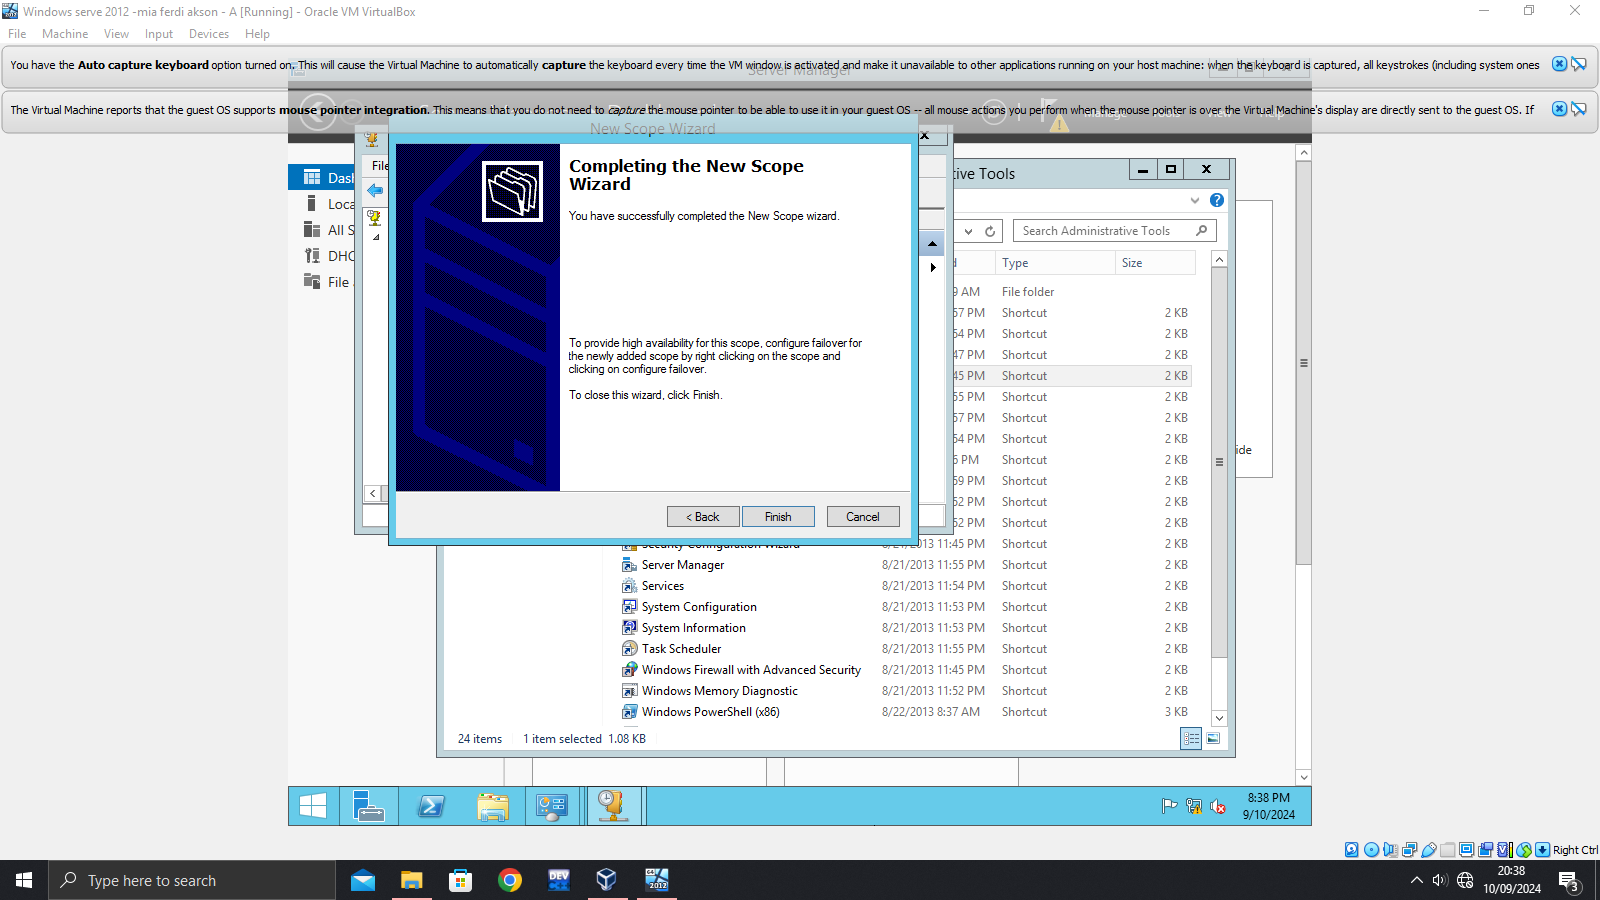 Windows serve 2012 -mia ferdi akson - A [Running] - Oracle VM VirtualBox
File Machine View Input Devices Help
You have the Auto capture keyboard option turned on. This will cause the Virtual Machine to automatically capture the keyboard every time the VM window is activated and make it unavailable to other applications running on your host machine: when the keyboard is captured, all keystrokes (including system ones
Server Manager
The Virtual Machine reports that the guest OS supports mouse pointer integration. This means that you do not need to capture the mouse pointer to be able to use it in your guest OS -- all mouse actions you perform when the mouse pointer is over the Virtual Machine's display are directly sent to the guest OS. If
New Scope Wizard
Completing the New Scope
Wizard
You have successfully completed the New Scope wizard.
To provide high availability for this scope, configure failover for
the newly added scope by right clicking on the scope and
clicking on configure failover.
To close this wizard, click Finish.
< Back Finish Cancel
File
Dash
Loca
All S
DHC
File
tive Tools
Search Administrative Tools
d Type Size
9 AM File folder
57 PM Shortcut 2 KB
54 PM Shortcut 2 KB
47 PM Shortcut 2 KB
45 PM Shortcut 2 KB
55 PM Shortcut 2 KB
57 PM Shortcut 2 KB
54 PM Shortcut 2 KB
6 PM Shortcut 2 KB
59 PM Shortcut 2 KB
52 PM Shortcut 2 KB
52 PM Shortcut 2 KB
Security Configuration Wizard 8/21/2013 11:45 PM Shortcut 2 KB
Server Manager 8/21/2013 11:55 PM Shortcut 2 KB
Services 8/21/2013 11:54 PM Shortcut 2 KB
System Configuration 8/21/2013 11:53 PM Shortcut 2 KB
System Information 8/21/2013 11:53 PM Shortcut 2 KB
Task Scheduler 8/21/2013 11:55 PM Shortcut 2 KB
Windows Firewall with Advanced Security 8/21/2013 11:45 PM Shortcut 2 KB
Windows Memory Diagnostic 8/21/2013 11:52 PM Shortcut 2 KB
Windows PowerShell (x86) 8/22/2013 8:37 AM Shortcut 3 KB
ide
24 items 1 item selected 1.08 KB
8:38 PM
9/10/2024
Right Ctrl
Type here to search
DEV
2012
20:38
10/09/2024
3